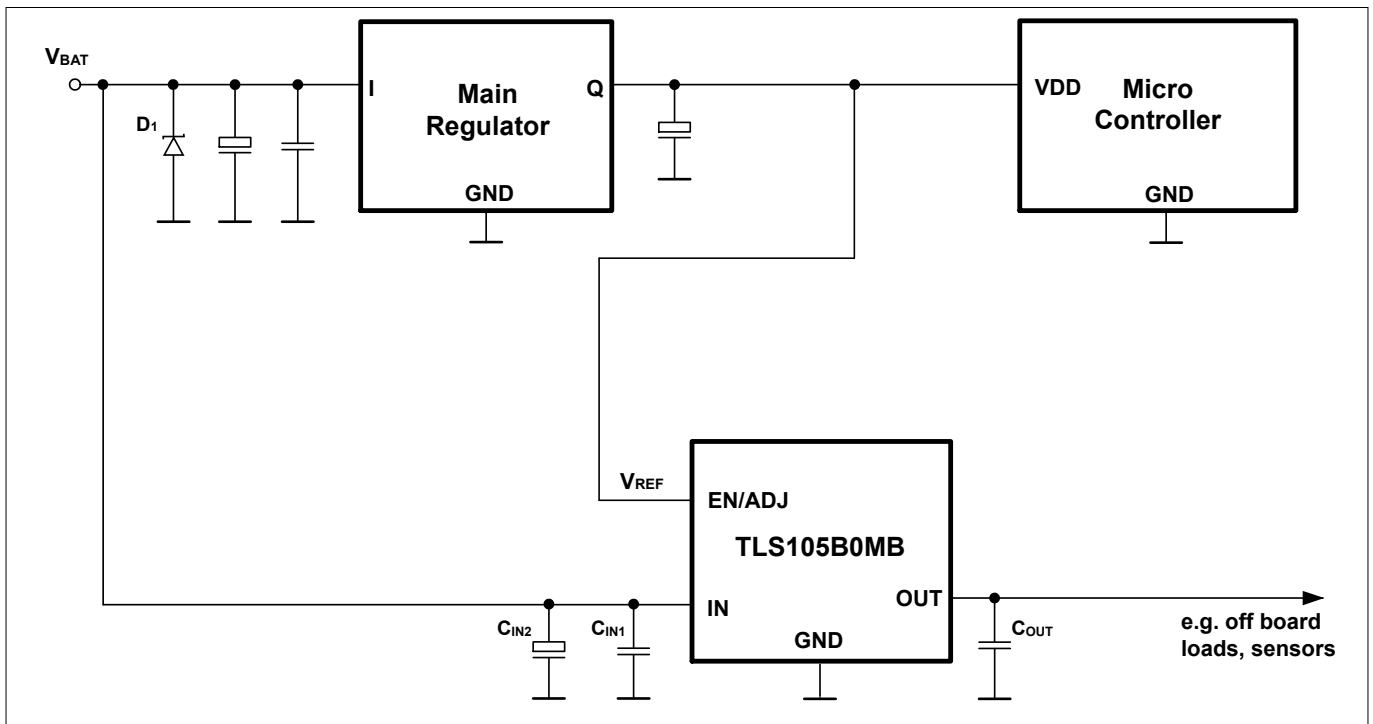 VBAT
D1
I
Main
Regulator
Q
GND
VDD
Micro
Controller
GND
VREF
EN/ADJ
TLS105B0MB
IN
OUT
GND
CIN2
CIN1
COUT
e.g. off board
loads, sensors